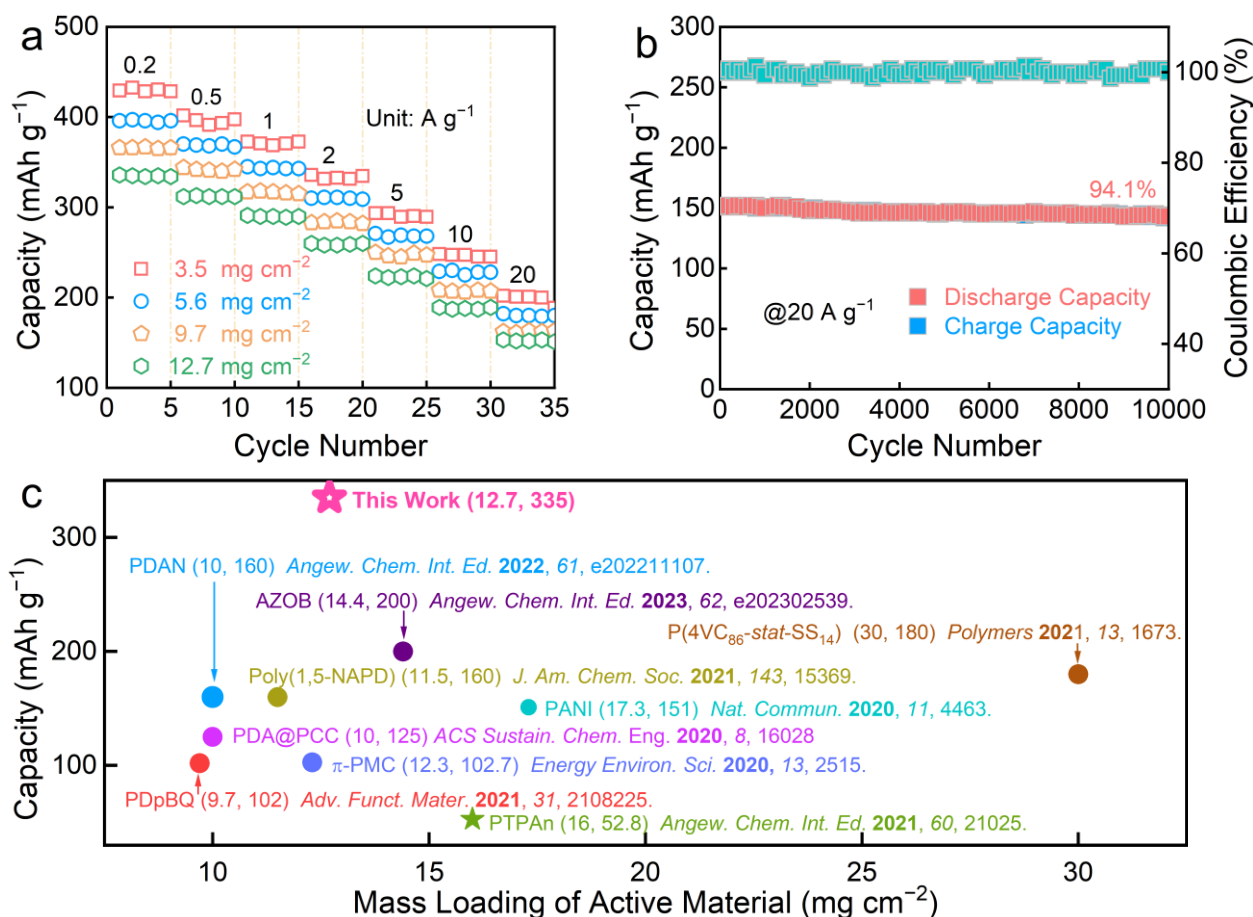 a
500
400
300
200
100
Capacity (mAh g⁻¹)
0.2
0.5
1
2
5
10
20
Unit: A g⁻¹
3.5 mg cm⁻²
5.6 mg cm⁻²
9.7 mg cm⁻²
12.7 mg cm⁻²
0 5 10 15 20 25 30 35
Cycle Number
b
300
250
200
150
100
50
0
Capacity (mAh g⁻¹)
94.1%
@20 A g⁻¹
Discharge Capacity
Charge Capacity
100
80
60
40
Coulombic Efficiency (%)
0 2000 4000 6000 8000 10000
Cycle Number
c
300
200
100
Capacity (mAh g⁻¹)
This Work (12.7, 335)
PDAN (10, 160) Angew. Chem. Int. Ed. 2022, 61, e202211107.
AZOB (14.4, 200) Angew. Chem. Int. Ed. 2023, 62, e202302539.
P(4VC₈₆-stat-SS₁₄) (30, 180) Polymers 2021, 13, 1673.
Poly(1,5-NAPD) (11.5, 160) J. Am. Chem. Soc. 2021, 143, 15369.
PANI (17.3, 151) Nat. Commun. 2020, 11, 4463.
PDA@PCC (10, 125) ACS Sustain. Chem. Eng. 2020, 8, 16028
π-PMC (12.3, 102.7) Energy Environ. Sci. 2020, 13, 2515.
PDpBQ (9.7, 102) Adv. Funct. Mater. 2021, 31, 2108225.
PTPAn (16, 52.8) Angew. Chem. Int. Ed. 2021, 60, 21025.
10 15 20 25 30
Mass Loading of Active Material (mg cm⁻²)